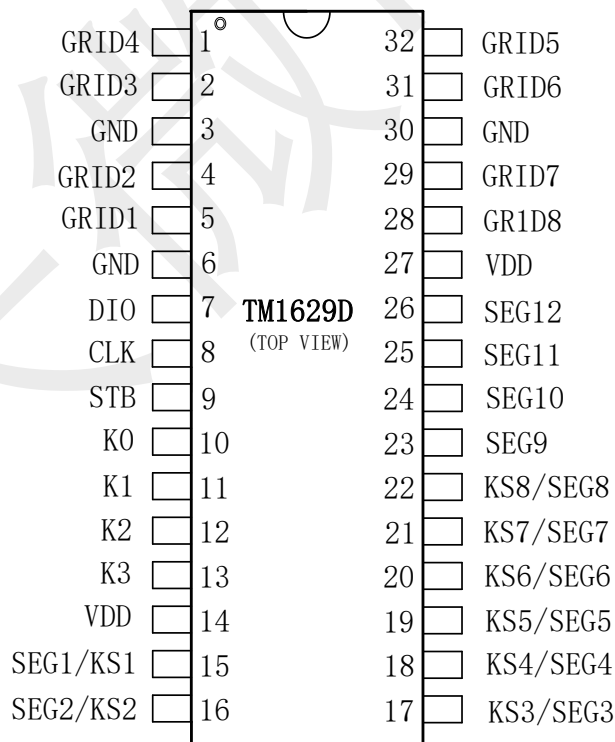 GRID4 1 32 GRID5
GRID3 2 31 GRID6
GND 3 30 GND
GRID2 4 29 GRID7
GRID1 5 28 GR1D8
GND 6 27 VDD
DIO 7 TM1629D 26 SEG12
CLK 8 (TOP VIEW) 25 SEG11
STB 9 24 SEG10
K0 10 23 SEG9
K1 11 22 KS8/SEG8
K2 12 21 KS7/SEG7
K3 13 20 KS6/SEG6
VDD 14 19 KS5/SEG5
SEG1/KS1 15 18 KS4/SEG4
SEG2/KS2 16 17 KS3/SEG3